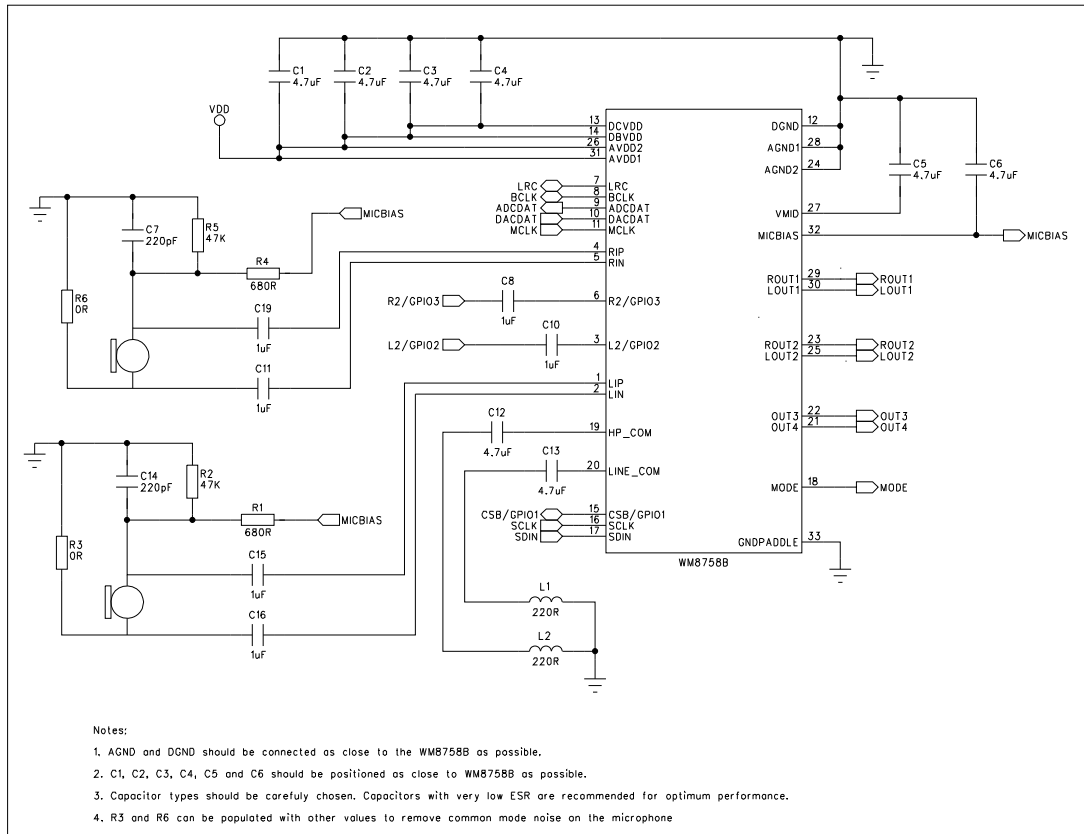 C1
4.7uF
C2
4.7uF
C3
4.7uF
C4
4.7uF
VDD
13 DCVDD
14 DBVDD
26 AVDD2
31 AVDD1
DGND 12
AGND1 28
AGND2 24
C5
4.7uF
C6
4.7uF
LRC 7 LRC
BCLK 8 BCLK
ADCDAT 9 ADCDAT
DACDAT 10 DACDAT
MCLK 11 MCLK
VMID 27
MICBIAS 32 MICBIAS
C7
220pF
R5
47K
MICBIAS
R4
680R
4 RIP
5 RIN
R6
0R
C19
1uF
C11
1uF
R2/GPIO3
C8
1uF
6 R2/GPIO3
L2/GPIO2
C10
1uF
3 L2/GPIO2
ROUT1 29 ROUT1
LOUT1 30 LOUT1
ROUT2 23 ROUT2
LOUT2 25 LOUT2
1 LIP
2 LIN
C12
4.7uF
19 HP_COM
C13
4.7uF
20 LINE_COM
OUT3 22 OUT3
OUT4 21 OUT4
MODE 18 MODE
C14
220pF
R2
47K
R1
680R
MICBIAS
CSB/GPIO1 15 CSB/GPIO1
SCLK 16 SCLK
SDIN 17 SDIN
GNDPADDLE 33
WM8758B
R3
0R
C15
1uF
C16
1uF
L1
220R
L2
220R
Notes:
1. AGND and DGND should be connected as close to the WM8758B as possible.
2. C1, C2, C3, C4, C5 and C6 should be positioned as close to WM8758B as possible.
3. Capacitor types should be carefuly chosen. Capacitors with very low ESR are recommended for optimum performance.
4. R3 and R6 can be populated with other values to remove common mode noise on the microphone